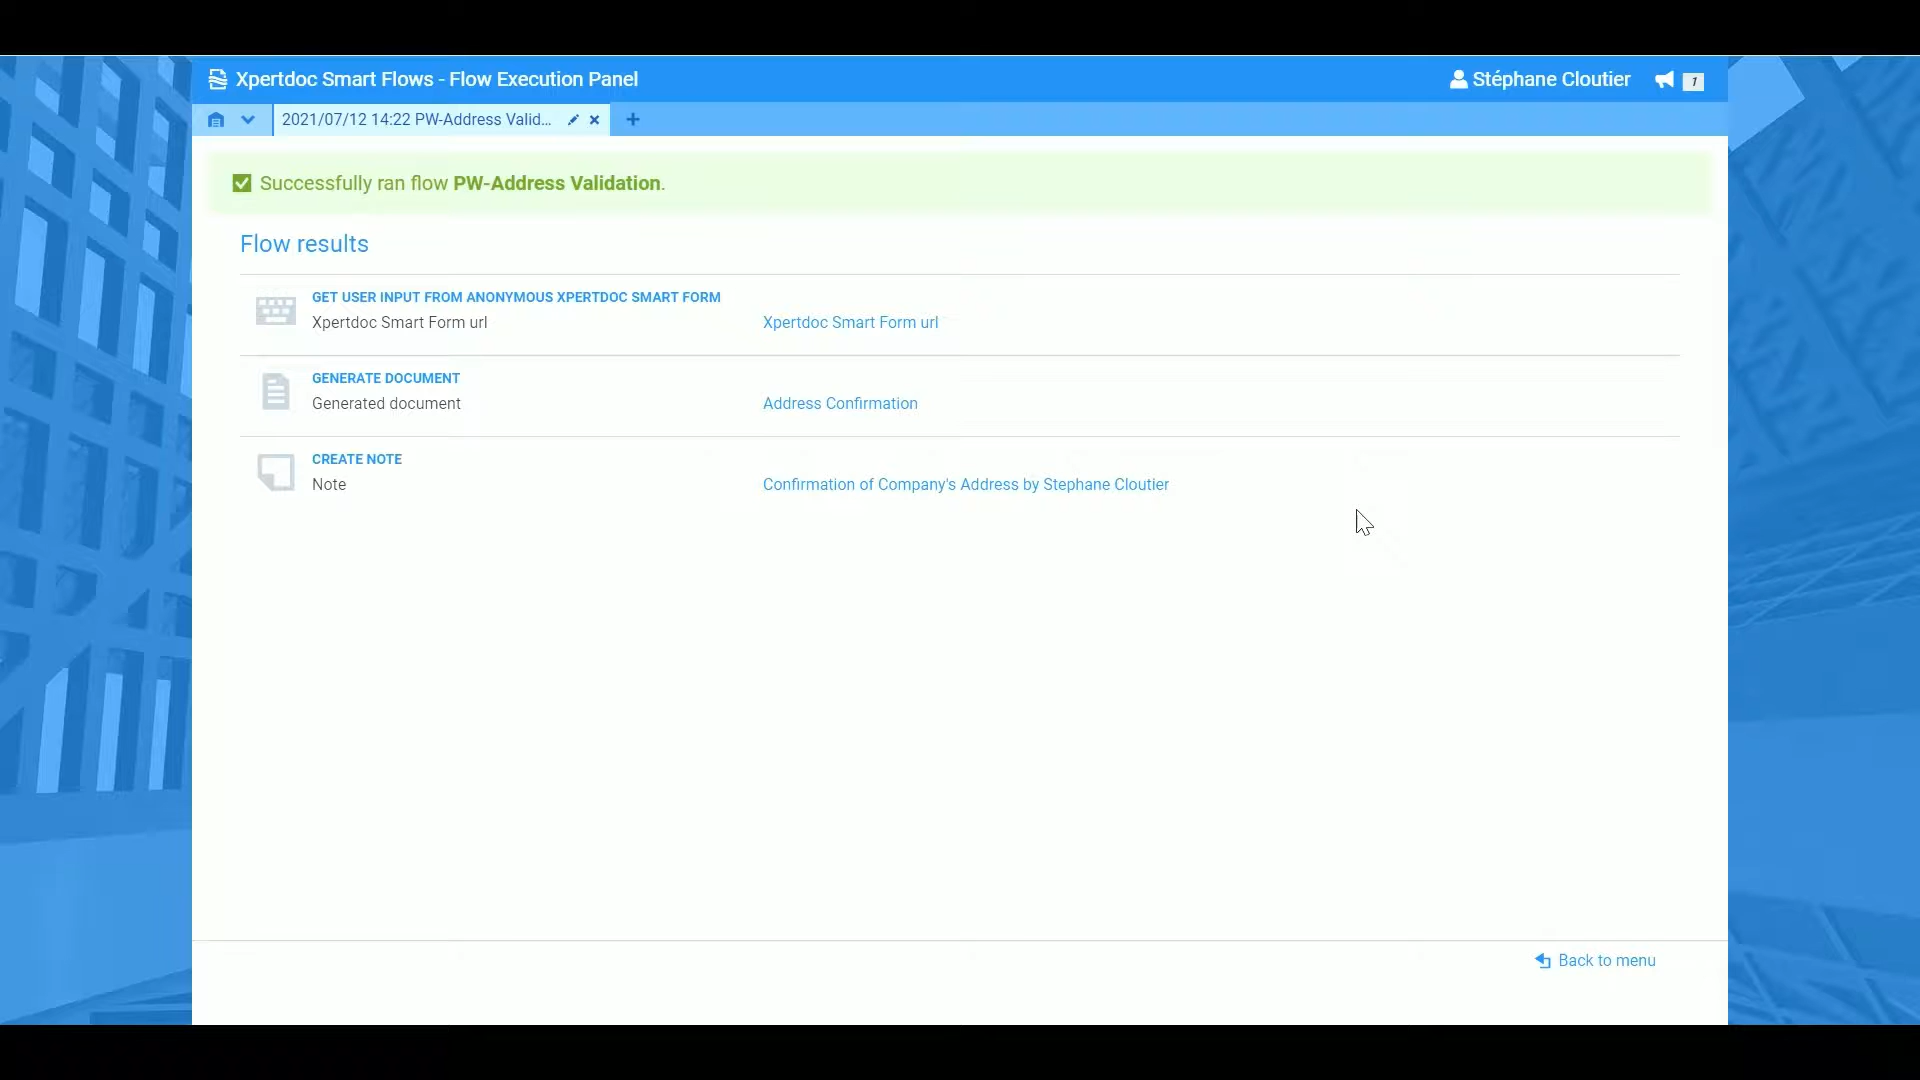 Xpertdoc Smart Flows - Flow Execution Panel
Stéphane Cloutier
1
2021/07/12 14:22 PW-Address Valid...
Successfully ran flow PW-Address Validation.
Flow results
GET USER INPUT FROM ANONYMOUS XPERTDOC SMART FORM
Xpertdoc Smart Form url Xpertdoc Smart Form url
GENERATE DOCUMENT
Generated document Address Confirmation
CREATE NOTE
Note Confirmation of Company's Address by Stephane Cloutier
Back to menu